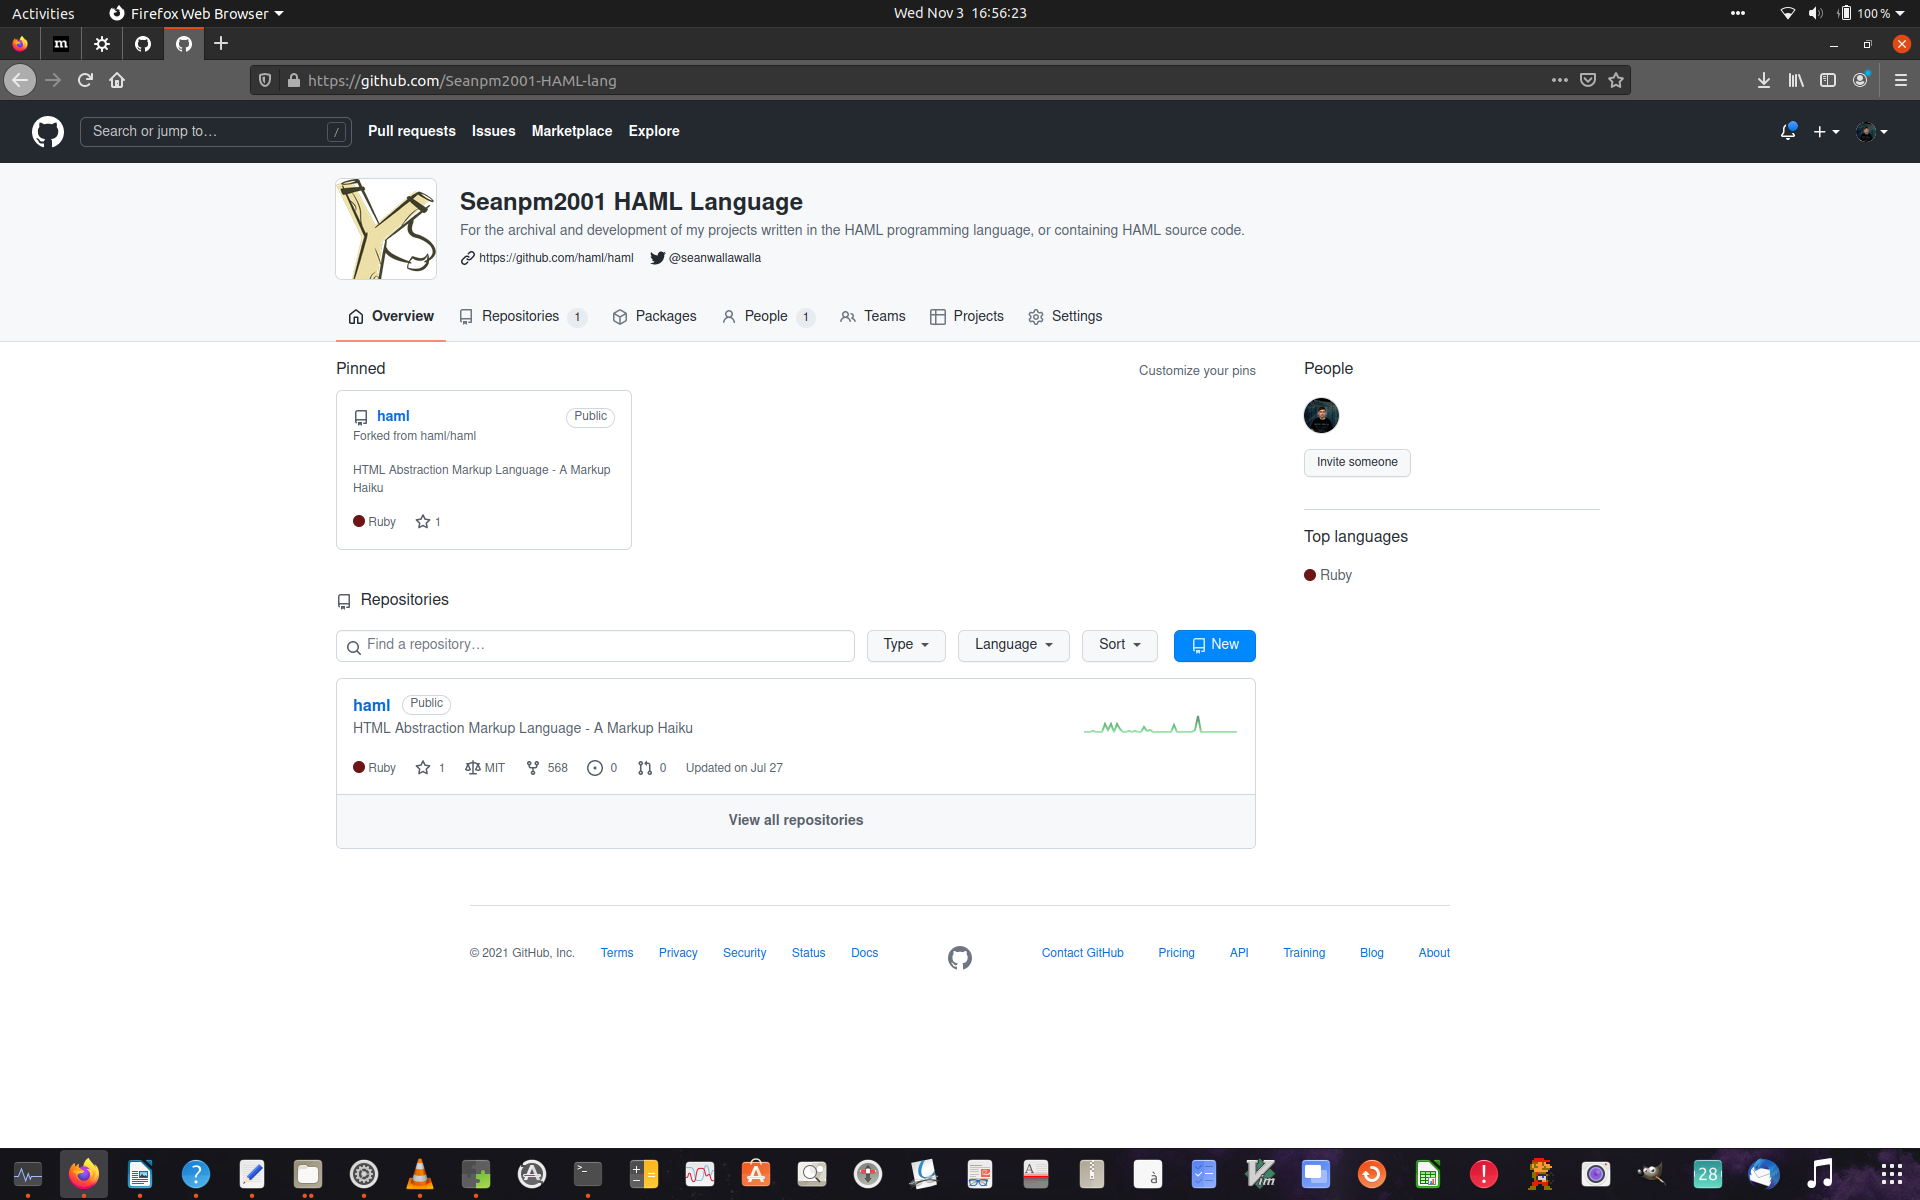 Activities
Firefox Web Browser
Wed Nov 3 16:56:23
100 %
m
https://github.com/Seanpm2001-HAML-lang
Search or jump to…
/
Pull requests
Issues
Marketplace
Explore
Seanpm2001 HAML Language
For the archival and development of my projects written in the HAML programming language, or containing HAML source code.
https://github.com/haml/haml
@seanwallawalla
Overview
Repositories 1
Packages
People 1
Teams
Projects
Settings
Pinned
Customize your pins
haml
Public
Forked from haml/haml
HTML Abstraction Markup Language - A Markup
Haiku
Ruby
1
People
Invite someone
Top languages
Ruby
Repositories
Find a repository…
Type
Language
Sort
New
haml
Public
HTML Abstraction Markup Language - A Markup Haiku
Ruby
1
MIT
568
0
0
Updated on Jul 27
View all repositories
© 2021 GitHub, Inc.
Terms
Privacy
Security
Status
Docs
Contact GitHub
Pricing
API
Training
Blog
About
?
>_
A
à
Vim
!
28